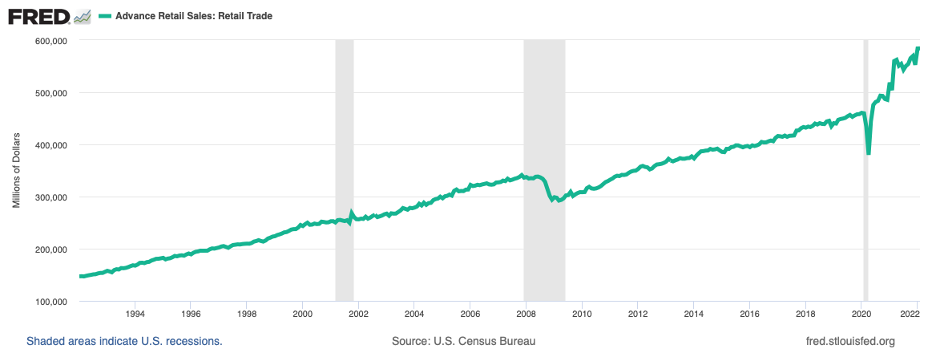 FRED
Advance Retail Sales: Retail Trade
600,000
500,000
400,000
300,000
200,000
100,000
Millions of Dollars
1994 1996 1998 2000 2002 2004 2006 2008 2010 2012 2014 2016 2018 2020 2022
Shaded areas indicate U.S. recessions. Source: U.S. Census Bureau fred.stlouisfed.org